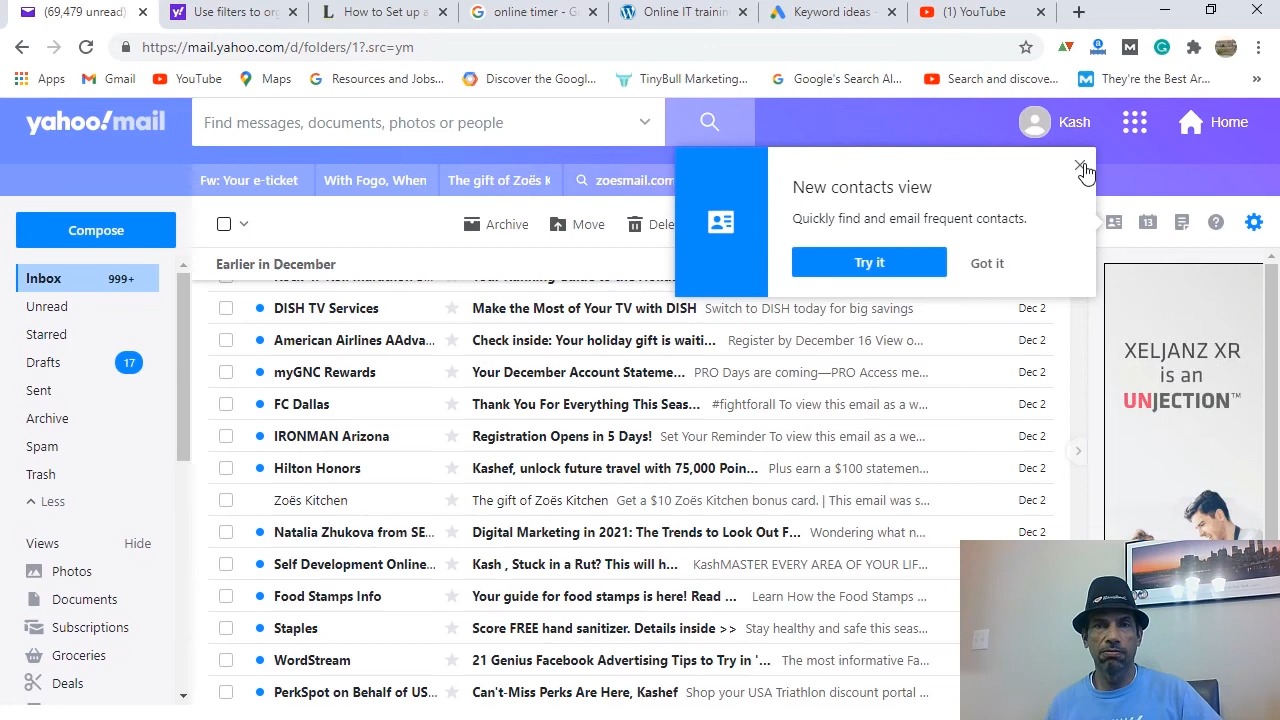 (69,479 unread)
Use filters to org
How to Set up a
online timer - G
Online IT traini
Keyword ideas
(1) YouTube
https://mail.yahoo.com/d/folders/1?.src=ym
Apps
Gmail
YouTube
Maps
Resources and Jobs...
Discover the Googl...
TinyBull Marketing...
Google's Search Al...
Search and discove...
They're the Best Ar...
»
yahoo!mail
Find messages, documents, photos or people
Kash
Home
Fw: Your e-ticket
With Fogo, When
The gift of Zoës K
zoesmail.com
New contacts view
Quickly find and email frequent contacts.
Try it
Got it
Compose
Archive
Move
Dele
13
Earlier in December
Inbox 999+
Unread
Starred
Drafts 17
Sent
Archive
Spam
Trash
Less
Views Hide
Photos
Documents
Subscriptions
Groceries
Deals
DISH TV Services Make the Most of Your TV with DISH Switch to DISH today for big savings Dec 2
American Airlines AAdva... Check inside: Your holiday gift is waiti... Register by December 16 View o... Dec 2
myGNC Rewards Your December Account Stateme... PRO Days are coming—PRO Access me... Dec 2
FC Dallas Thank You For Everything This Seas... #fightforall To view this email as a w... Dec 2
IRONMAN Arizona Registration Opens in 5 Days! Set Your Reminder To view this email as a we... Dec 2
Hilton Honors Kashef, unlock future travel with 75,000 Poin... Plus earn a $100 statemen... Dec 2
Zoës Kitchen The gift of Zoës Kitchen Get a $10 Zoës Kitchen bonus card. | This email was s... Dec 2
Natalia Zhukova from SE... Digital Marketing in 2021: The Trends to Look Out F... Wondering what n... Dec 2
Self Development Online... Kash , Stuck in a Rut? This will h... KashMASTER EVERY AREA OF YOUR LIF...
Food Stamps Info Your guide for food stamps is here! Read ... Learn How the Food Stamps ...
Staples Score FREE hand sanitizer. Details inside >> Stay healthy and safe this seas...
WordStream 21 Genius Facebook Advertising Tips to Try in '... The most informative Fa...
PerkSpot on Behalf of US... Can't-Miss Perks Are Here, Kashef Shop your USA Triathlon discount portal ...
XELJANZ XR
is an
UNJECTION™